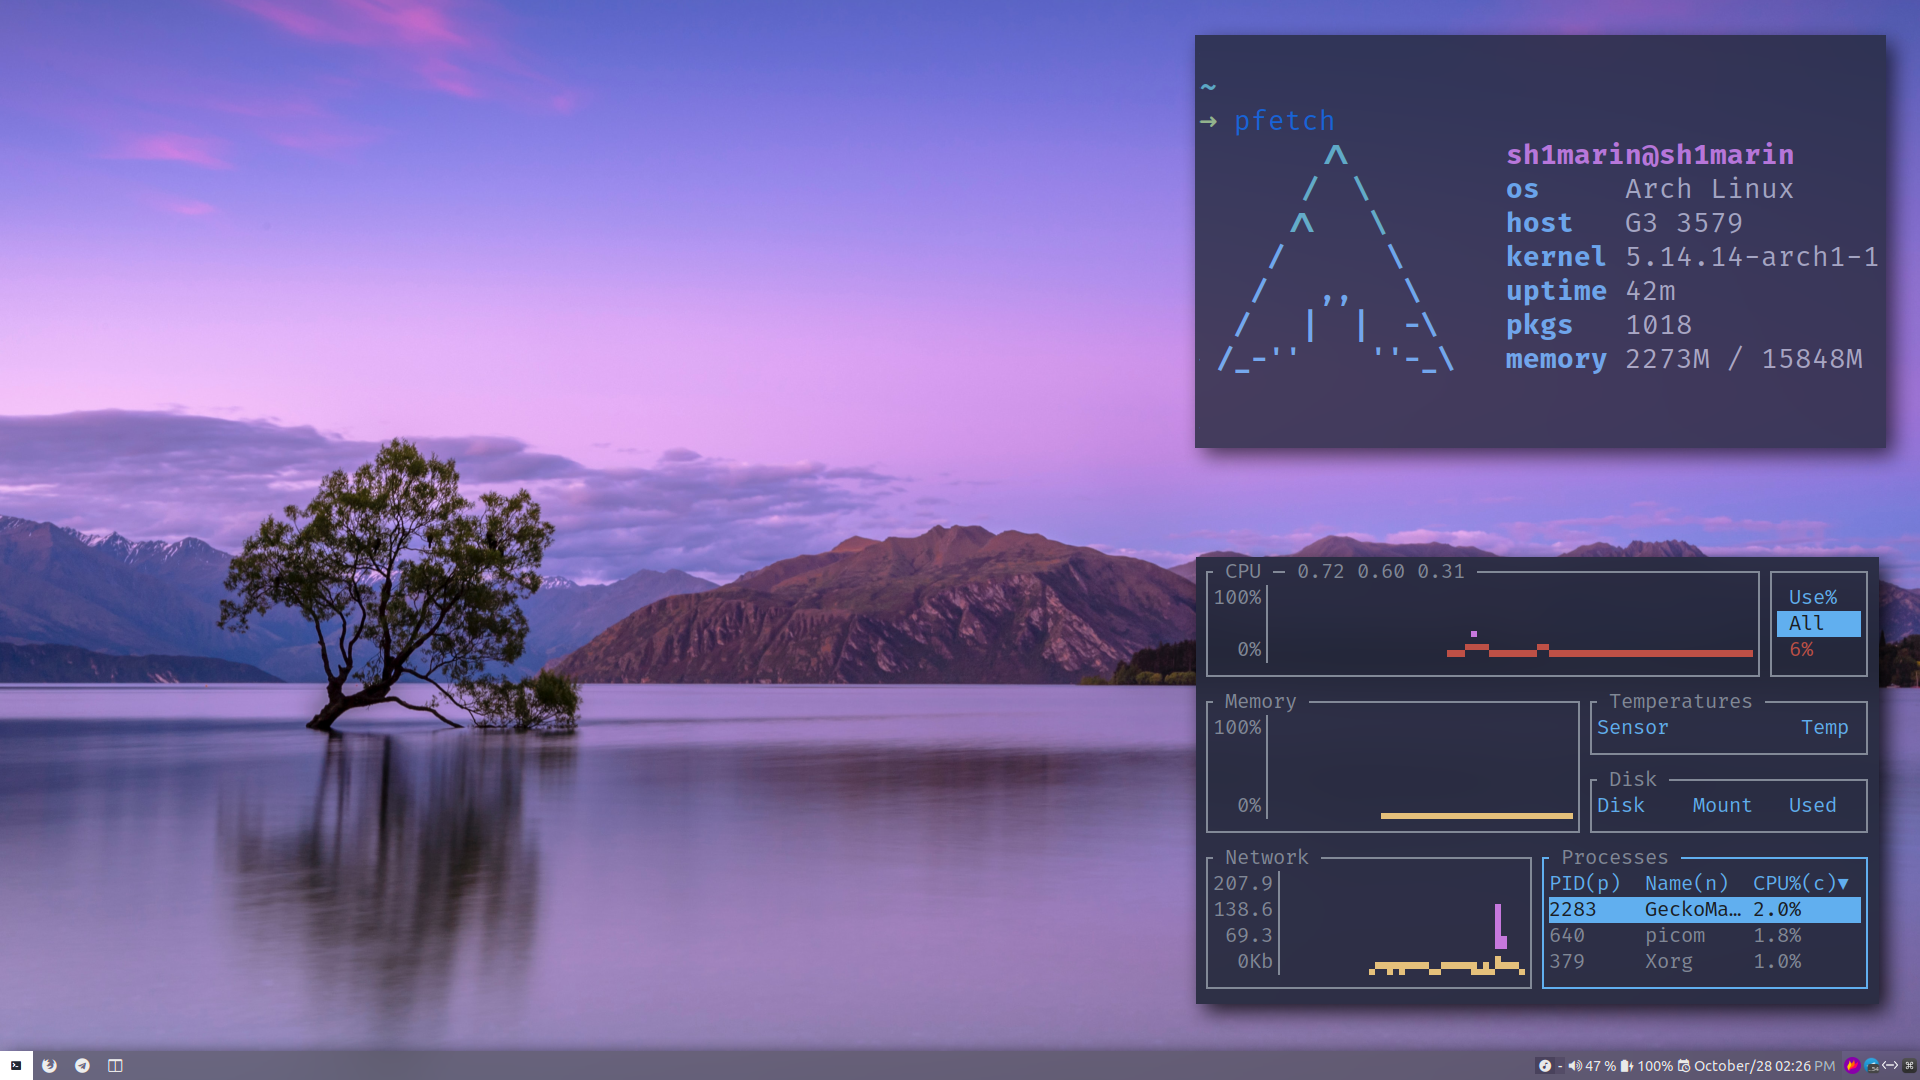 ~
→ pfetch
sh1marin@sh1marin
os Arch Linux
host G3 3579
kernel 5.14.14-arch1-1
uptime 42m
pkgs 1018
memory 2273M / 15848M
CPU — 0.72 0.60 0.31
100%
0%
Use%
All
6%
Memory
100%
0%
Temperatures
Sensor Temp
Disk
Disk Mount Used
Network
207.9
138.6
69.3
0Kb
Processes
PID(p) Name(n) CPU%(c)▼
2283 GeckoMa… 2.0%
640 picom 1.8%
379 Xorg 1.0%
- 47 % 100% October/28 02:26 PM